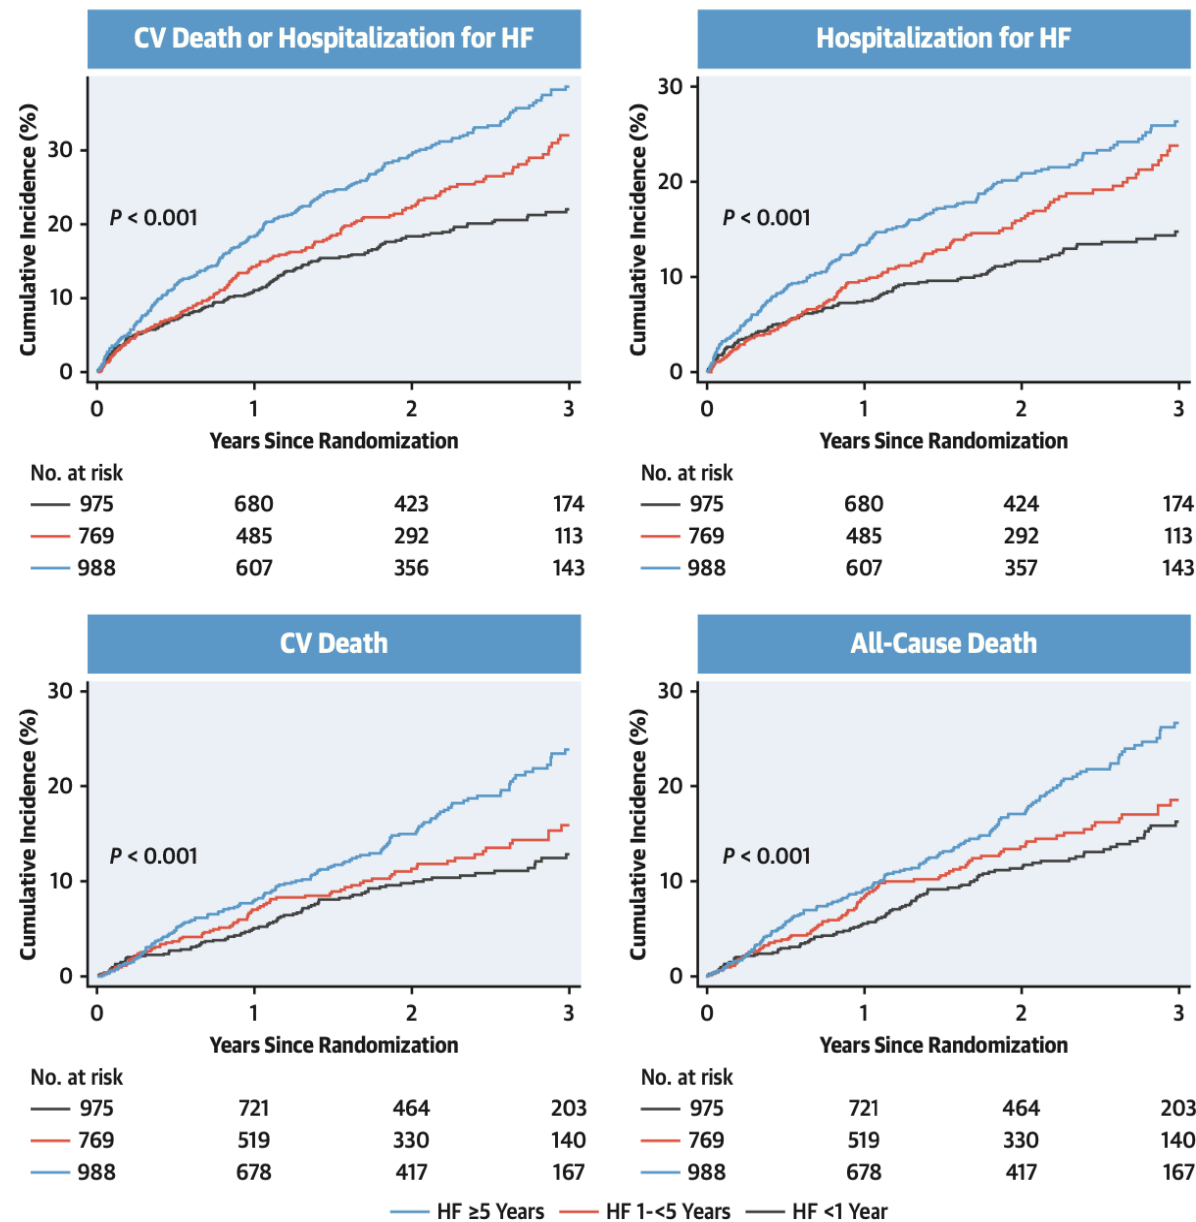 CV Death or Hospitalization for HF
Cumulative Incidence (%)
30
20
10
0
P < 0.001
0 1 2 3
Years Since Randomization
No. at risk
975 680 423 174
769 485 292 113
988 607 356 143
Hospitalization for HF
Cumulative Incidence (%)
30
20
10
0
P < 0.001
0 1 2 3
Years Since Randomization
No. at risk
975 680 424 174
769 485 292 113
988 607 357 143
CV Death
Cumulative Incidence (%)
30
20
10
0
P < 0.001
0 1 2 3
Years Since Randomization
No. at risk
975 721 464 203
769 519 330 140
988 678 417 167
All-Cause Death
Cumulative Incidence (%)
30
20
10
0
P < 0.001
0 1 2 3
Years Since Randomization
No. at risk
975 721 464 203
769 519 330 140
988 678 417 167
HF ≥5 Years HF 1-<5 Years HF <1 Year